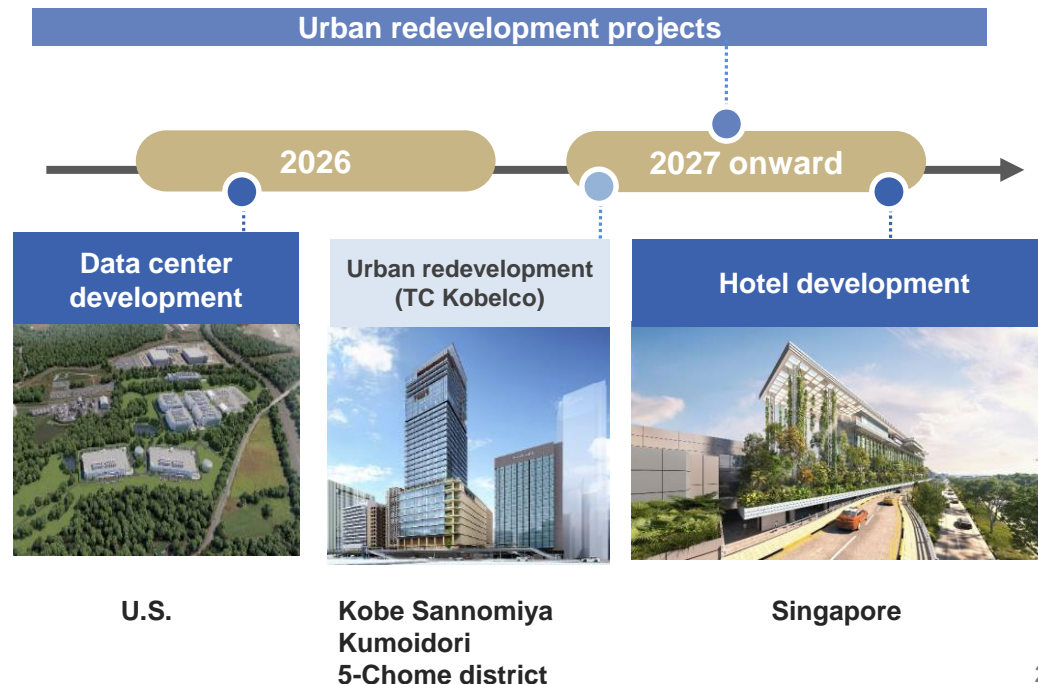 Urban redevelopment projects
2026
2027 onward
Data center
development
Urban redevelopment
(TC Kobelco)
Hotel development
U.S.
Kobe Sannomiya
Kumoidori
5-Chome district
Singapore